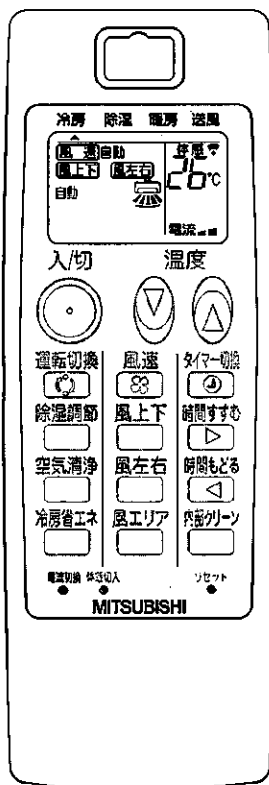 冷房 除湿 暖房 送風
風速 自動 体感
風上下 風左右 26℃
自動
電流
入/切 温度
運転切換 風速 タイマー切換
除湿調節 風上下 時間すすむ
空気清浄 風左右 時間もどる
冷房省エネ 風エリア 内部クリーン
電流切換 体感切入 リセット
MITSUBISHI